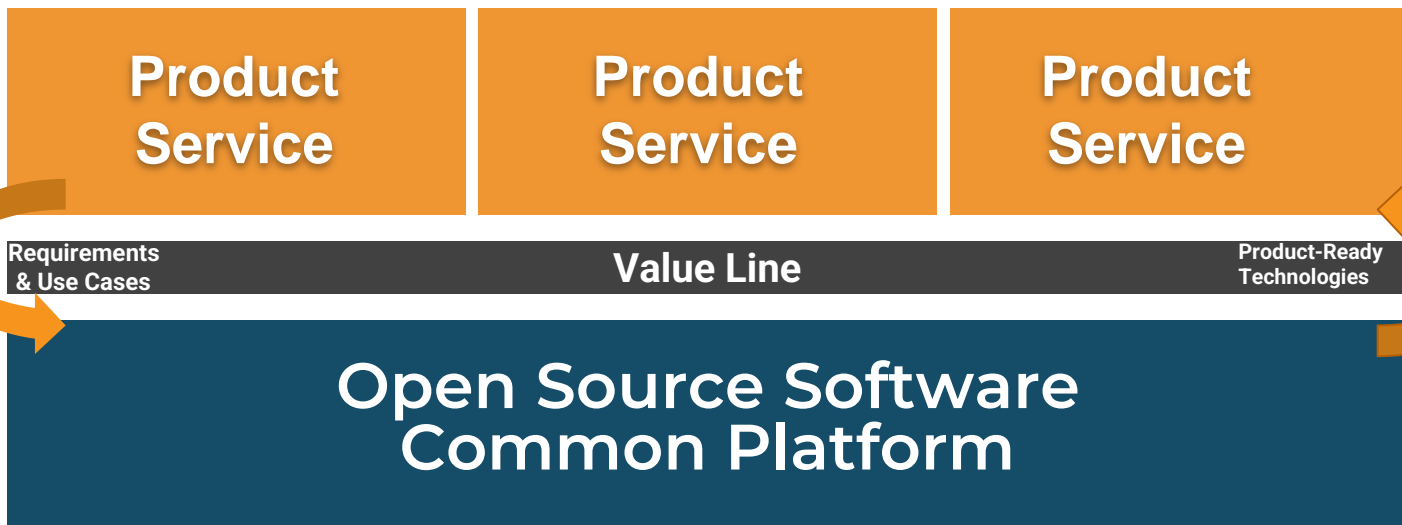 Product
Service
Product
Service
Product
Service
Requirements
& Use Cases
Value Line
Product-Ready
Technologies
Open Source Software
Common Platform